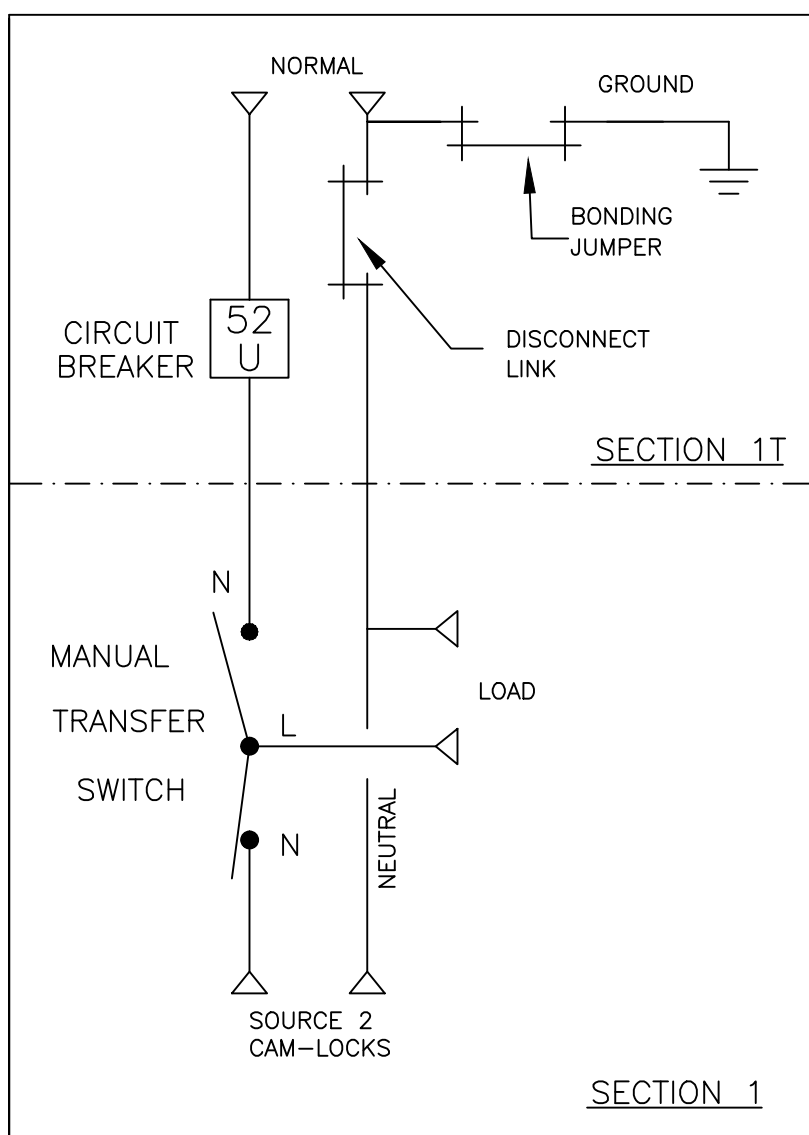 NORMAL
GROUND
BONDING
JUMPER
52
U
CIRCUIT
BREAKER
DISCONNECT
LINK
SECTION 1T
N
MANUAL
TRANSFER
SWITCH
L
LOAD
N
NEUTRAL
SOURCE 2
CAM-LOCKS
SECTION 1